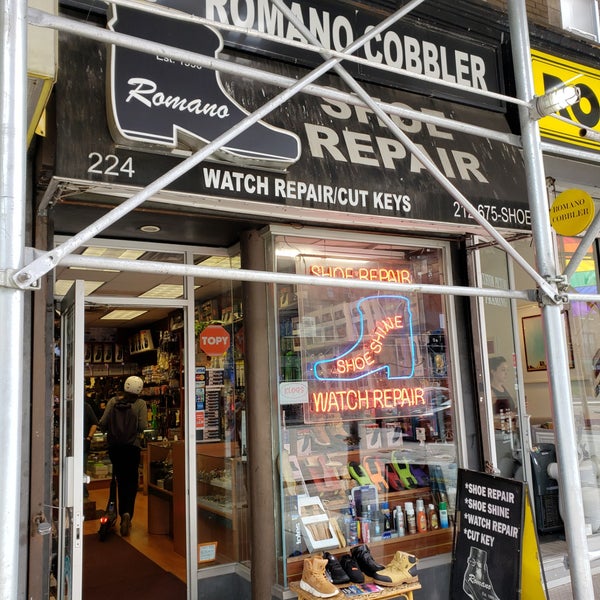 ROMANO COBBLER
Est. 1950
Romano
SHOE
REPAIR
224
WATCH REPAIR/CUT KEYS
212-675-SHOE
ROMANO
COBBLER
TOPY
SHOE REPAIR
SHOE SHINE
WATCH REPAIR
*SHOE REPAIR
*SHOE SHINE
*WATCH REPAIR
*CUT KEY
Romano